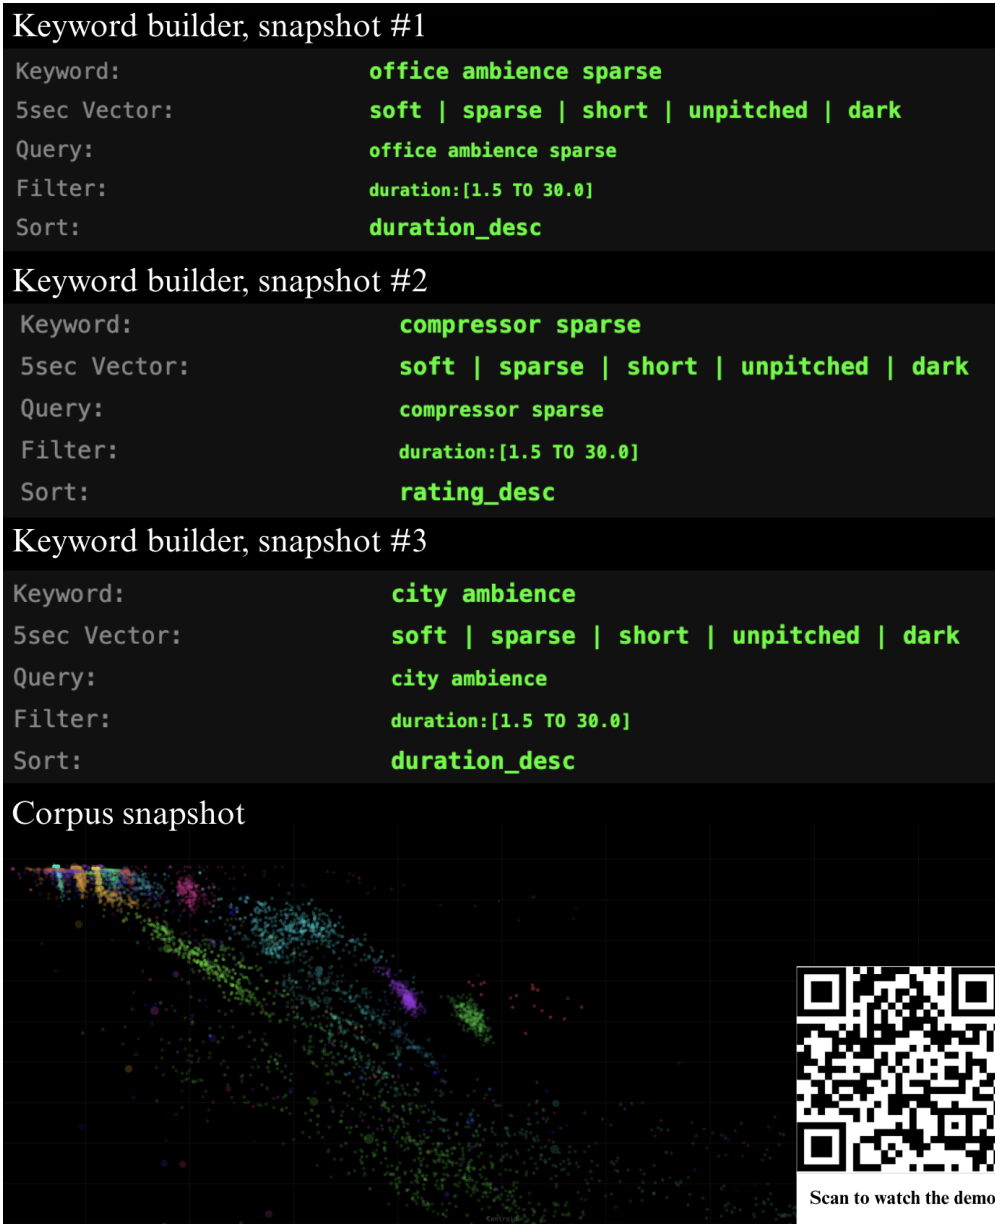 Keyword builder, snapshot #1
Keyword: office ambience sparse
5sec Vector: soft | sparse | short | unpitched | dark
Query: office ambience sparse
Filter: duration:[1.5 TO 30.0]
Sort: duration_desc
Keyword builder, snapshot #2
Keyword: compressor sparse
5sec Vector: soft | sparse | short | unpitched | dark
Query: compressor sparse
Filter: duration:[1.5 TO 30.0]
Sort: rating_desc
Keyword builder, snapshot #3
Keyword: city ambience
5sec Vector: soft | sparse | short | unpitched | dark
Query: city ambience
Filter: duration:[1.5 TO 30.0]
Sort: duration_desc
Corpus snapshot
Scan to watch the demo